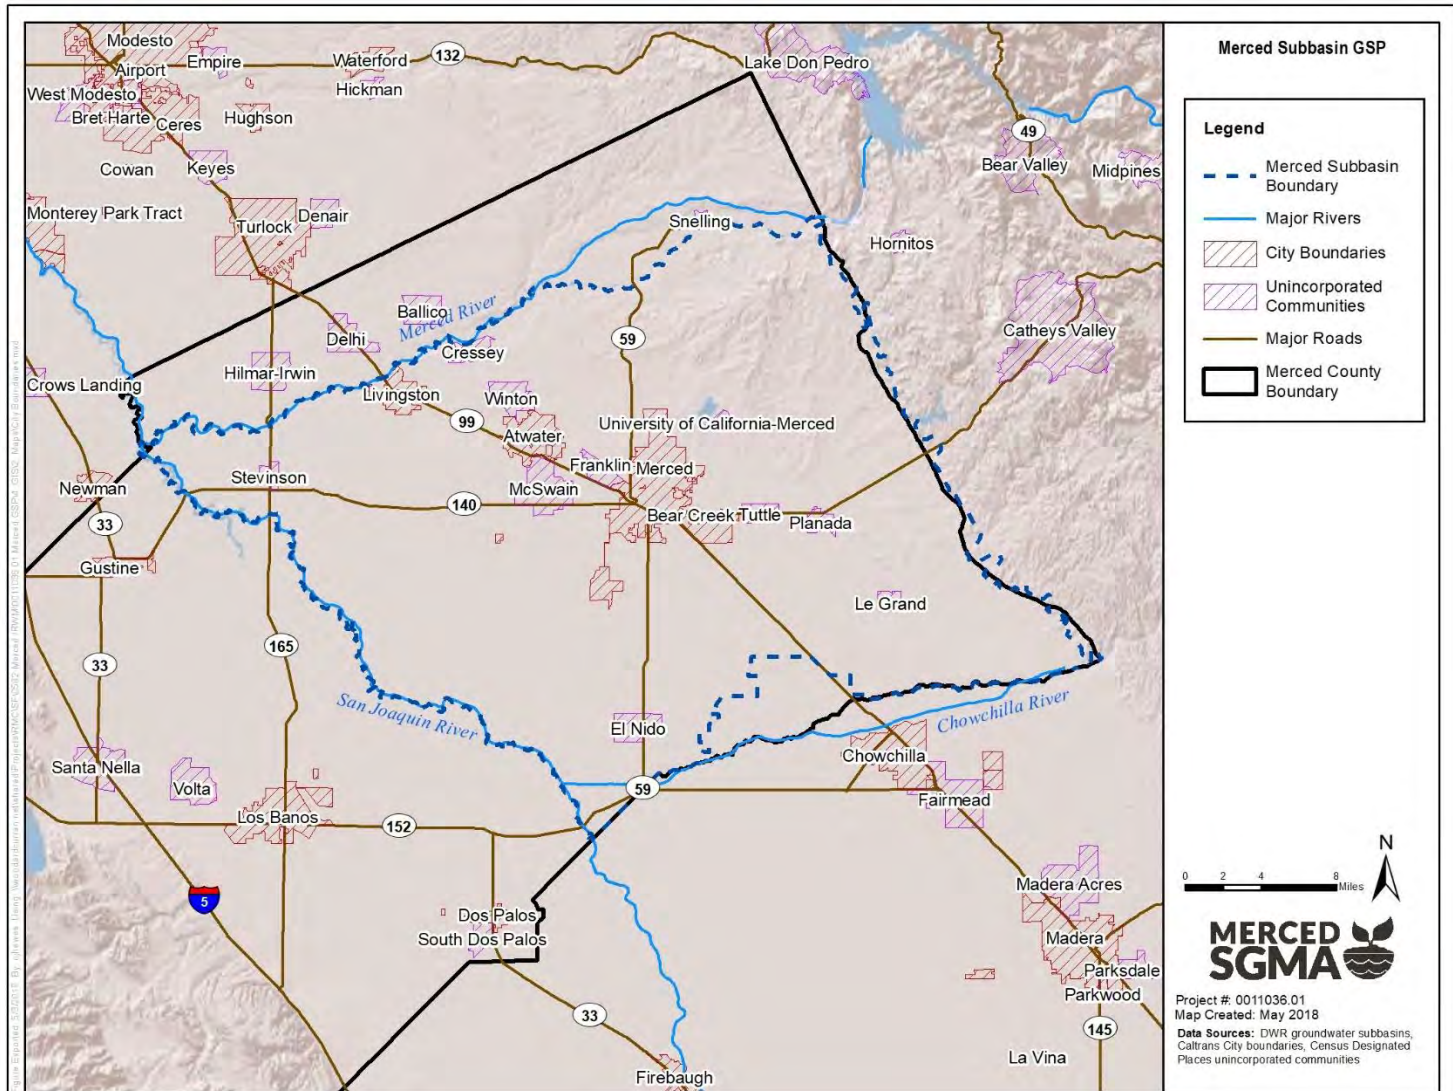 Modesto
Airport
Empire
Waterford
132
Lake Don Pedro
Hickman
West Modesto
Bret Harte
Ceres
Hughson
49
Bear Valley
Midpines
Cowan
Keyes
Monterey Park Tract
Denair
Turlock
Snelling
Hornitos
Merced River
Ballico
Delhi
Cressey
59
Catheys Valley
Crows Landing
Hilmar-Irwin
Livingston
Winton
99
Atwater
University of California-Merced
Franklin
Merced
McSwain
Stevinson
Newman
140
33
Bear Creek
Tuttle
Planada
Gustine
Le Grand
165
33
San Joaquin River
El Nido
Chowchilla River
Chowchilla
Santa Nella
Volta
59
Fairmead
Los Banos
152
5
Madera Acres
Dos Palos
South Dos Palos
Madera
Parksdale
Parkwood
33
145
La Vina
Firebaugh
Merced Subbasin GSP
Legend
Merced Subbasin
Boundary
Major Rivers
City Boundaries
Unincorporated
Communities
Major Roads
Merced County
Boundary
N
0 2 4 8
Miles
MERCED
SGMA
Project #: 0011036.01
Map Created: May 2018
Data Sources: DWR groundwater subbasins,
Caltrans City boundaries, Census Designated
Places unincorporated communities